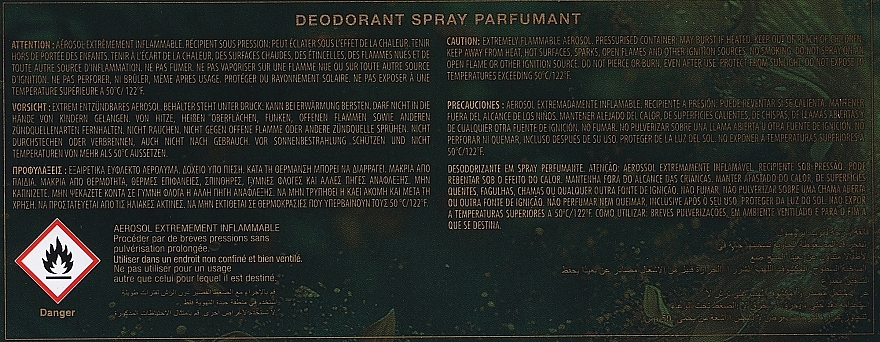 DEODORANT SPRAY PARFUMANT
ATTENTION : AÉROSOL EXTRÊMEMENT INFLAMMABLE. RÉCIPIENT SOUS PRESSION: PEUT ÉCLATER SOUS L'EFFET DE LA CHALEUR. TENIR
HORS DE PORTÉE DES ENFANTS. TENIR À L'ÉCART DE LA CHALEUR, DES SURFACES CHAUDES, DES ÉTINCELLES, DES FLAMMES NUES ET DE
TOUTE AUTRE SOURCE D'INFLAMMATION. NE PAS FUMER. NE PAS VAPORISER SUR UNE FLAMME NUE OU SUR TOUTE AUTRE SOURCE
D'IGNITION. NE PAS PERFORER, NI BRÛLER, MÊME APRÈS USAGE. PROTÉGER DU RAYONNEMENT SOLAIRE. NE PAS EXPOSER À UNE
TEMPÉRATURE SUPÉRIEURE À 50°C/122°F.
VORSICHT : EXTREM ENTZÜNDBARES AEROSOL. BEHÄLTER STEHT UNTER DRUCK: KANN BEI ERWÄRMUNG BERSTEN. DARF NICHT IN DIE
HÄNDE VON KINDERN GELANGEN. VON HITZE, HEIßEN OBERFLÄCHEN, FUNKEN, OFFENEN FLAMMEN SOWIE ANDEREN
ZÜNDQUELLENARTEN FERNHALTEN. NICHT RAUCHEN. NICHT GEGEN OFFENE FLAMME ODER ANDERE ZÜNDQUELLE SPRÜHEN. NICHT
DURCHSTECHEN ODER VERBRENNEN, AUCH NICHT NACH GEBRAUCH. VOR SONNENBESTRAHLUNG SCHÜTZEN UND NICHT
TEMPERATUREN VON MEHR ALS 50°C AUSSETZEN.
ΠΡΟΦΥΛΑΞΕΙΣ : ΕΞΑΙΡΕΤΙΚΑ ΕΥΦΛΕΚΤΟ ΑΕΡΟΛΥΜΑ. ΔΟΧΕΙΟ ΥΠΟ ΠΙΕΣΗ: ΚΑΤΑ ΤΗ ΘΕΡΜΑΝΣΗ ΜΠΟΡΕΙ ΝΑ ΔΙΑΡΡΑΓΕΙ. ΜΑΚΡΙΑ ΑΠΟ
ΠΑΙΔΙΑ. ΜΑΚΡΙΑ ΑΠΟ ΘΕΡΜΟΤΗΤΑ, ΘΕΡΜΕΣ ΕΠΙΦΑΝΕΙΕΣ, ΣΠΙΝΘΗΡΕΣ, ΓΥΜΝΕΣ ΦΛΟΓΕΣ ΚΑΙ ΑΛΛΕΣ ΠΗΓΕΣ ΑΝΑΦΛΕΞΗΣ. ΜΗΝ
ΚΑΠΝΙΖΕΤΕ. ΜΗΝ ΨΕΚΑΖΕΤΕ ΚΟΝΤΑ ΣΕ ΓΥΜΝΗ ΦΛΟΓΑ Ή ΑΛΛΗ ΠΗΓΗ ΑΝΑΦΛΕΞΗΣ. ΝΑ ΜΗΝ ΤΡΥΠΗΘΕΙ Η ΚΑΕΙ ΑΚΟΜΗ ΚΑΙ ΜΕΤΑ ΤΗ
ΧΡΗΣΗ. ΝΑ ΠΡΟΣΤΑΤΕΥΕΤΑΙ ΑΠΟ ΤΙΣ ΗΛΙΑΚΕΣ ΑΚΤΙΝΕΣ. ΝΑ ΜΗΝ ΕΚΤΙΘΕΤΑΙ ΣΕ ΘΕΡΜΟΚΡΑΣΙΕΣ ΠΟΥ ΥΠΕΡΒΑΙΝΟΥΝ ΤΟΥΣ 50°C/122°F.
AEROSOL EXTREMEMENT INFLAMMABLE
Procéder par de brèves pressions sans
pulvérisation prolongée.
Utiliser dans un endroit non confiné et bien ventilé.
Ne pas utiliser pour un usage
autre que celui pour lequel il est destiné.
Danger
CAUTION: EXTREMELY FLAMMABLE AEROSOL. PRESSURISED CONTAINER, MAY BURST IF HEATED. KEEP OUT OF REACH OF CHILDREN.
KEEP AWAY FROM HEAT, HOT SURFACES, SPARKS, OPEN FLAMES AND OTHER IGNITION SOURCES. NO SMOKING. DO NOT SPRAY ON AN
OPEN FLAME OR OTHER IGNITION SOURCE. DO NOT PIERCE OR BURN, EVEN AFTER USE. PROTECT FROM SUNLIGHT. DO NOT EXPOSE TO
TEMPERATURES EXCEEDING 50°C/122°F.
PRECAUCIONES : AEROSOL EXTREMADAMENTE INFLAMABLE. RECIPIENTE A PRESIÓN. PUEDE REVENTAR SI SE CALIENTA. MANTENER
FUERA DEL ALCANCE DE LOS NIÑOS. MANTENER ALEJADO DEL CALOR, DE SUPERFICIES CALIENTES, DE CHISPAS, DE LLAMAS ABIERTAS Y
DE CUALQUIER OTRA FUENTE DE IGNICIÓN. NO FUMAR. NO PULVERIZAR SOBRE UNA LLAMA ABIERTA U OTRA FUENTE DE IGNICIÓN. NO
PERFORAR NI QUEMAR, INCLUSO DESPUÉS DE SU USO. PROTEGER DE LA LUZ DEL SOL. NO EXPONER A TEMPERATURAS SUPERIORES A
50°C/122°F.
DESODORIZANTE EM SPRAY PERFUMANTE. ATENÇÃO: AEROSSOL EXTREMAMENTE INFLAMÁVEL. RECIPIENTE SOB PRESSÃO. PODE
REBENTAR SOB O EFEITO DO CALOR. MANTENHA FORA DO ALCANCE DAS CRIANÇAS. MANTER AFASTADO DO CALOR, DE SUPERFÍCIES
QUENTES, FAGULHAS, CHAMAS OU QUALQUER OUTRA FONTE DE IGNIÇÃO. NÃO FUMAR. NÃO PULVERIZAR SOBRE UMA CHAMA ABERTA
OU OUTRA FONTE DE IGNIÇÃO. NÃO PERFURAR NEM QUEIMAR, INCLUSIVE APÓS O SEU USO. PROTEGER DA LUZ DO SOL. NÃO EXPOR
A TEMPERATURAS SUPERIORES A 50°C/122°F. COMO UTILIZAR: BREVES PULVERIZAÇÕES, EM AMBIENTE VENTILADO E PARA O FIM A
QUE SE DESTINA.